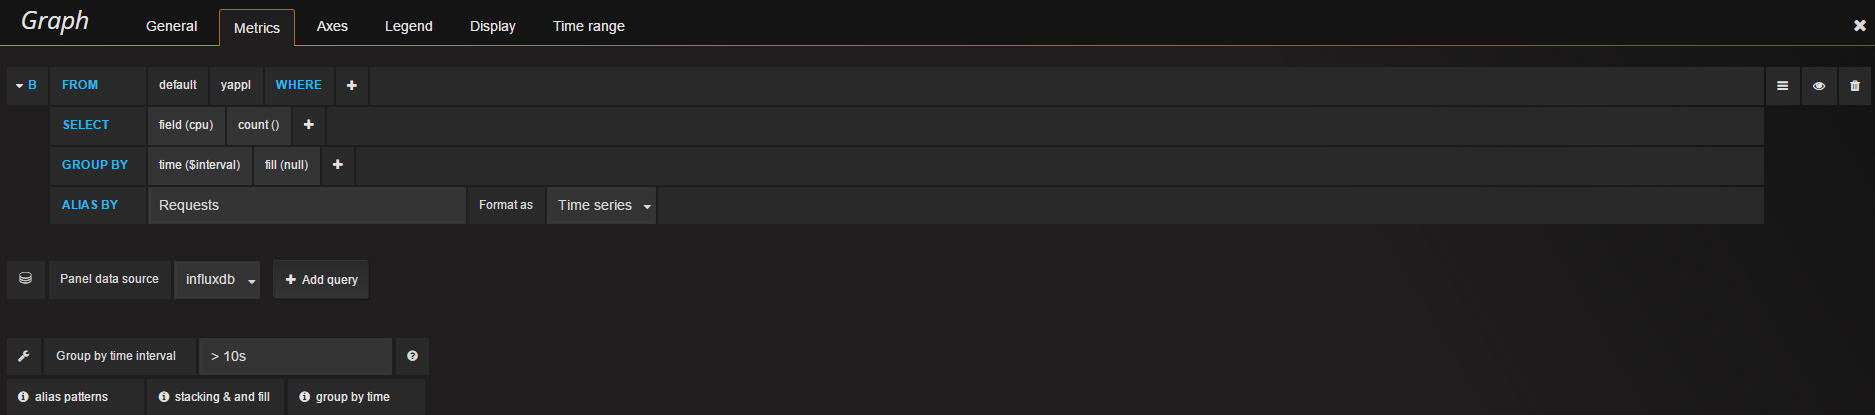 Graph General Metrics Axes Legend Display Time range
B FROM default yappl WHERE
SELECT field (cpu) count ()
GROUP BY time ($interval) fill (null)
ALIAS BY Requests Format as Time series
Panel data source influxdb Add query
Group by time interval > 10s
alias patterns stacking & and fill group by time